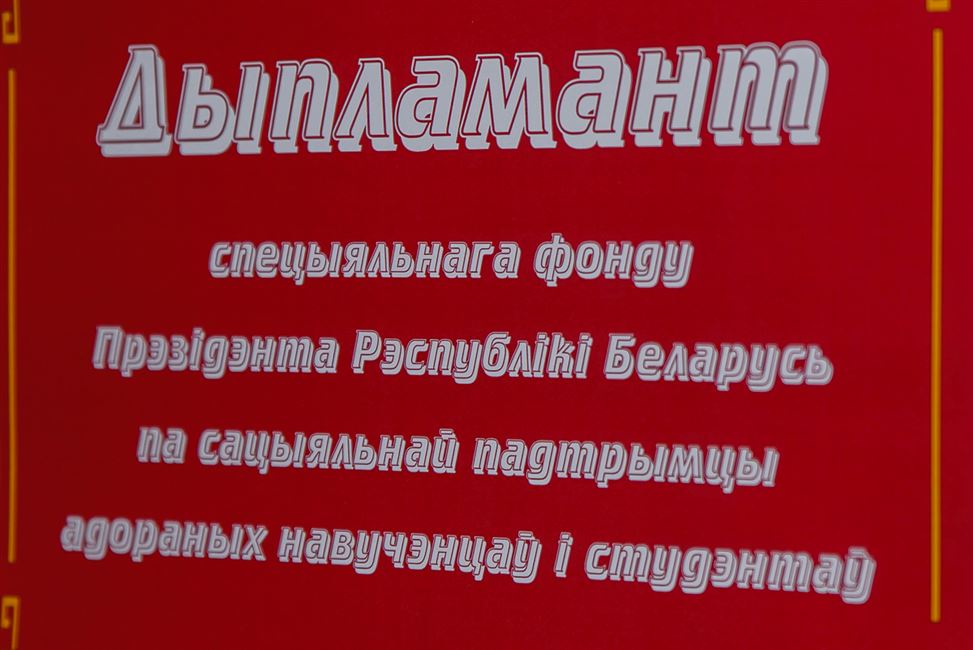 Дыпламант
спецыяльнага фонду
Прэзідэнта Рэспублікі Беларусь
па сацыяльнай падтрымцы
адораных навучэнцаў і студэнтаў